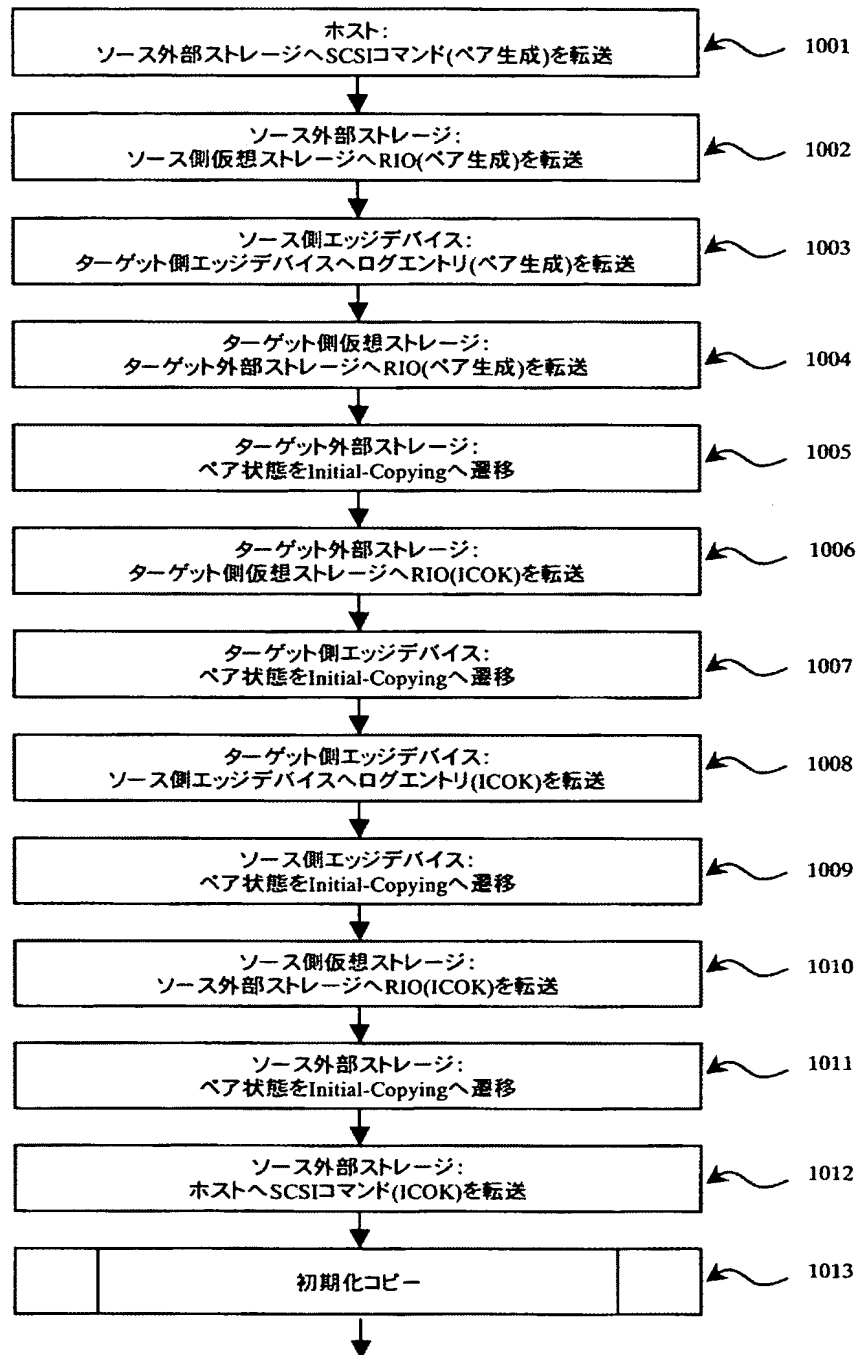 ホスト:
ソース外部ストレージへSCSIコマンド(ペア生成)を転送
1001
ソース外部ストレージ:
ソース側仮想ストレージへRIO(ペア生成)を転送
1002
ソース側エッジデバイス:
ターゲット側エッジデバイスへログエントリ(ペア生成)を転送
1003
ターゲット側仮想ストレージ:
ターゲット外部ストレージへRIO(ペア生成)を転送
1004
ターゲット外部ストレージ:
ペア状態をInitial-Copyingへ遷移
1005
ターゲット外部ストレージ:
ターゲット側仮想ストレージへRIO(ICOK)を転送
1006
ターゲット側エッジデバイス:
ペア状態をInitial-Copyingへ遷移
1007
ターゲット側エッジデバイス:
ソース側エッジデバイスへログエントリ(ICOK)を転送
1008
ソース側エッジデバイス:
ペア状態をInitial-Copyingへ遷移
1009
ソース側仮想ストレージ:
ソース外部ストレージへRIO(ICOK)を転送
1010
ソース外部ストレージ:
ペア状態をInitial-Copyingへ遷移
1011
ソース外部ストレージ:
ホストへSCSIコマンド(ICOK)を転送
1012
初期化コピー
1013